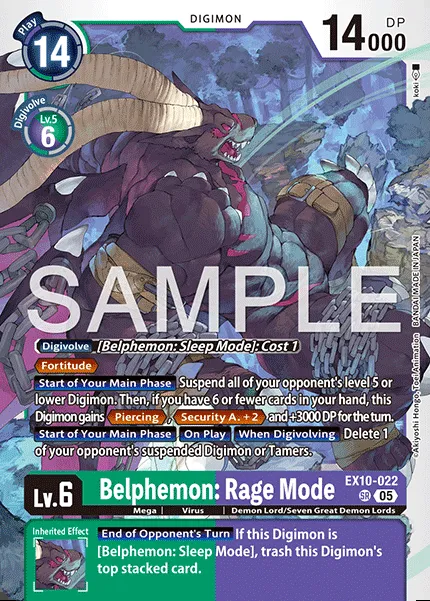 DIGIMON
Play
14
14000
DP
Digivolve
Lv.5
6
koki
©Akiyoshi Hongo, Toei Animation BANDAI MADE IN JAPAN
SAMPLE
Digivolve [Belphemon: Sleep Mode]: Cost 1
Fortitude
Start of Your Main Phase Suspend all of your opponent's level 5 or
lower Digimon. Then, if you have 6 or fewer cards in your hand, this
Digimon gains Piercing, Security A. +2 and +3000 DP for the turn.
Start of Your Main Phase On Play When Digivolving Delete 1
of your opponent's suspended Digimon or Tamers.
Lv.6
Belphemon: Rage Mode
EX10-022
SR 05
Mega | Virus | Demon Lord/Seven Great Demon Lords
Inherited Effect
End of Opponent's Turn If this Digimon is
[Belphemon: Sleep Mode], trash this Digimon's
top stacked card.